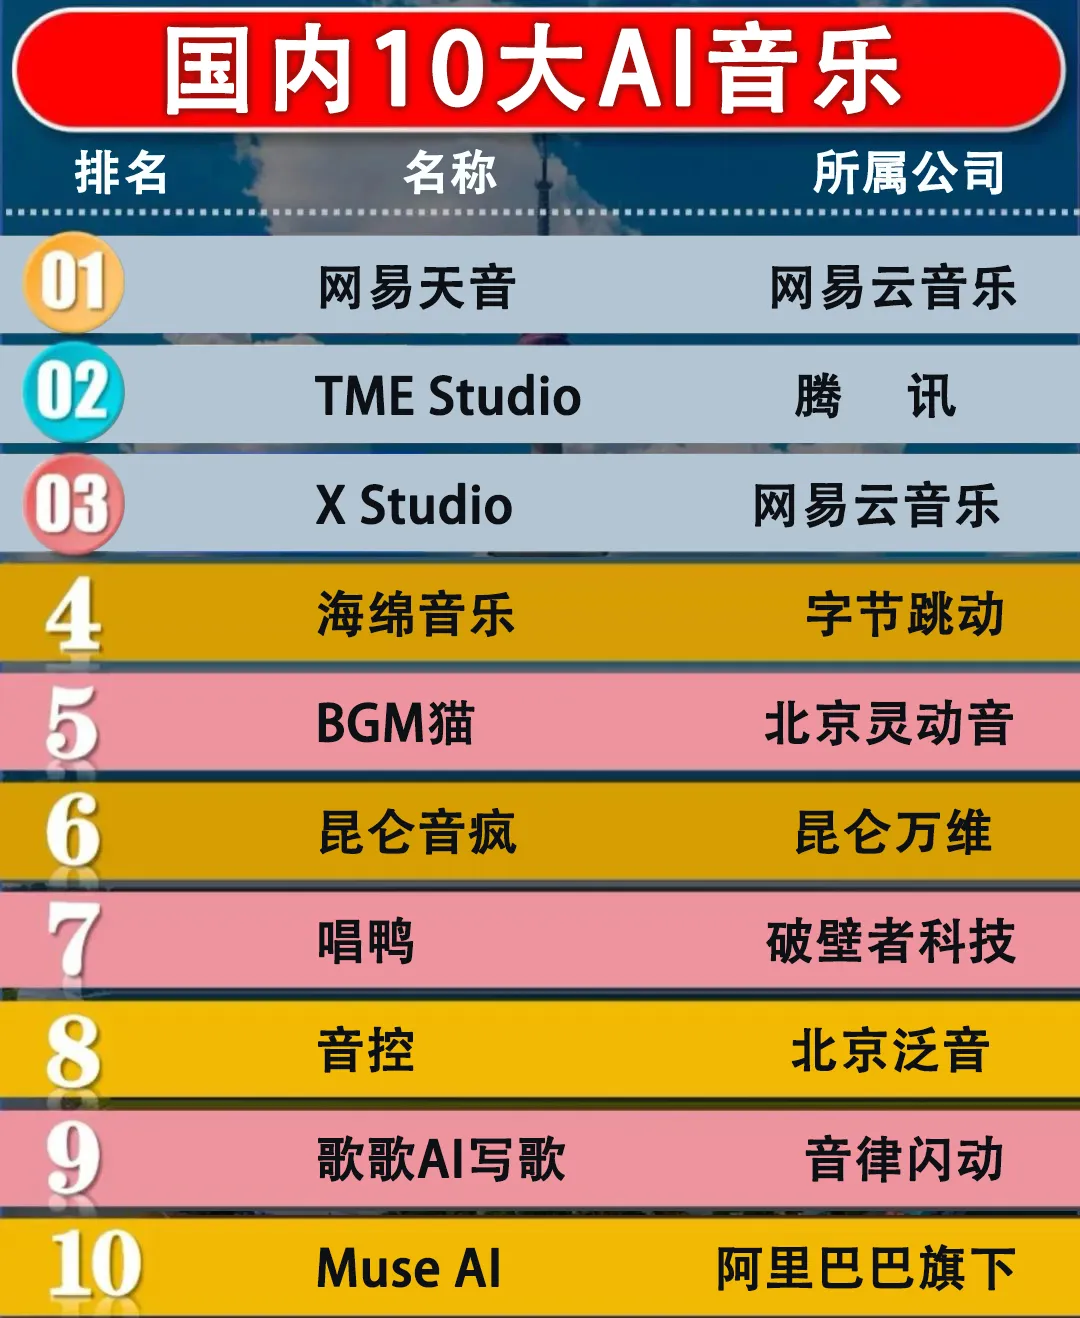 国内10大AI音乐
排名 名称 所属公司
01 网易天音 网易云音乐
02 TME Studio 腾讯
03 X Studio 网易云音乐
4 海绵音乐 字节跳动
5 BGM猫 北京灵动音
6 昆仑音疯 昆仑万维
7 唱鸭 破壁者科技
8 音控 北京泛音
9 歌歌AI写歌 音律闪动
10 Muse AI 阿里巴巴旗下